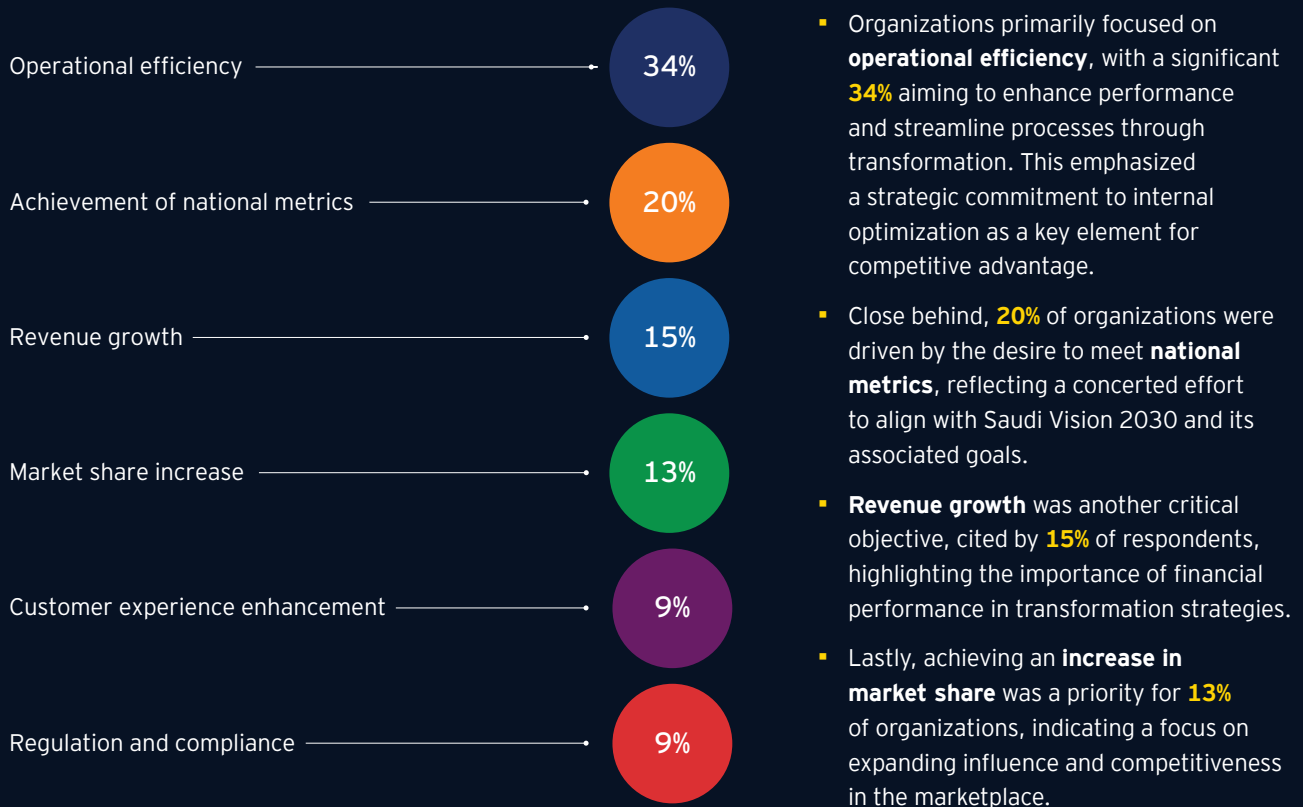 Operational efficiency
34%
Achievement of national metrics
20%
Revenue growth
15%
Market share increase
13%
Customer experience enhancement
9%
Regulation and compliance
9%
▪ Organizations primarily focused on
operational efficiency, with a significant
34% aiming to enhance performance
and streamline processes through
transformation. This emphasized
a strategic commitment to internal
optimization as a key element for
competitive advantage.
▪ Close behind, 20% of organizations were
driven by the desire to meet national
metrics, reflecting a concerted effort
to align with Saudi Vision 2030 and its
associated goals.
▪ Revenue growth was another critical
objective, cited by 15% of respondents,
highlighting the importance of financial
performance in transformation strategies.
▪ Lastly, achieving an increase in
market share was a priority for 13%
of organizations, indicating a focus on
expanding influence and competitiveness
in the marketplace.